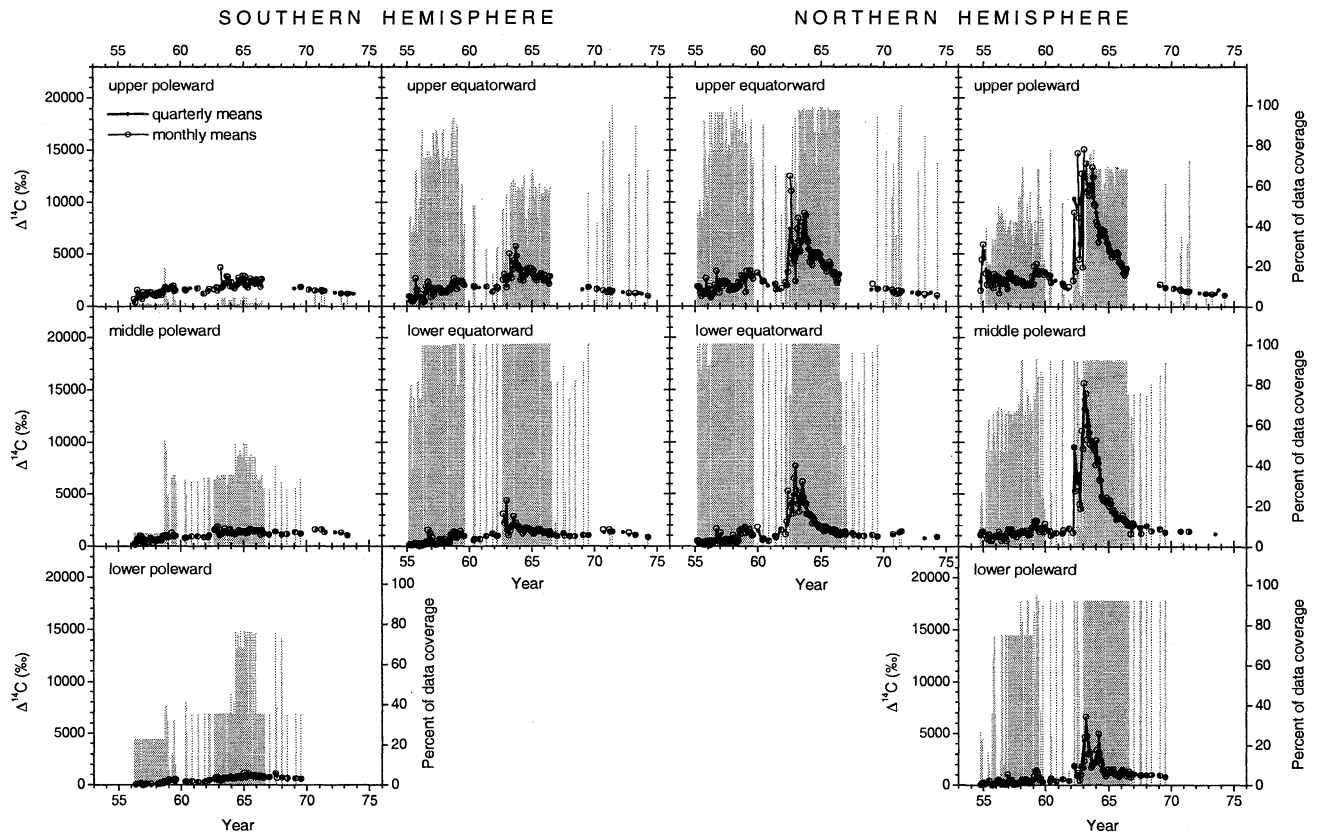 SOUTHERN HEMISPHERE NORTHERN HEMISPHERE
55 60 65 70 75 55 60 65 70 75 55 60 65 70 75 55 60 65 70 75
upper poleward
quarterly means
monthly means
upper equatorward
upper equatorward
upper poleward
20000
15000
10000
5000
0
Δ¹⁴C (‰)
100
80
60
40
20
0
Percent of data coverage
middle poleward
lower equatorward
lower equatorward
middle poleward
20000
15000
10000
5000
0
Δ¹⁴C (‰)
100
80
60
40
20
0
Percent of data coverage
55 60 65 70 75 55 60 65 70 75
Year
Year
lower poleward
20000
15000
10000
5000
0
Δ¹⁴C (‰)
100
80
60
40
20
0
Percent of data coverage
55 60 65 70 75
Year
lower poleward
20000
15000
10000
5000
0
Δ¹⁴C (‰)
100
80
60
40
20
0
Percent of data coverage
55 60 65 70 75
Year